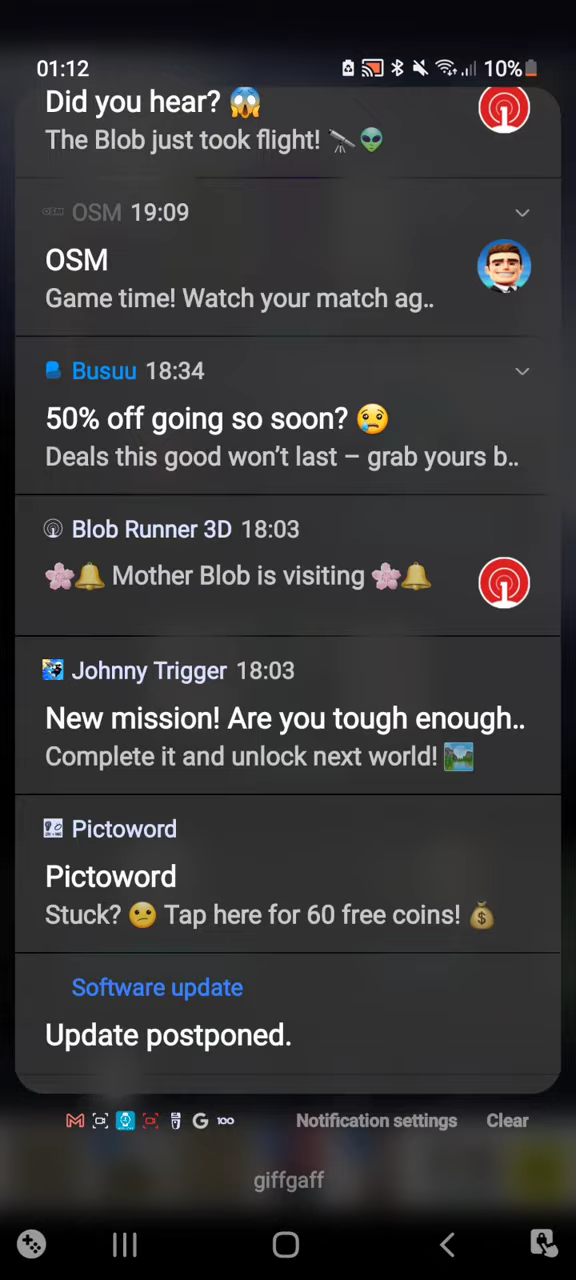 01:12 10%
Did you hear? 😱
The Blob just took flight! 🔭👽
OSM 19:09
OSM
Game time! Watch your match ag..
Busuu 18:34
50% off going so soon? 😢
Deals this good won’t last – grab yours b..
Blob Runner 3D 18:03
🌸🔔 Mother Blob is visiting 🌸🔔
Johnny Trigger 18:03
New mission! Are you tough enough..
Complete it and unlock next world! 🏞️
Pictoword
Pictoword
Stuck? 😕 Tap here for 60 free coins! 💰
Software update
Update postponed.
100 Notification settings Clear
giffgaff